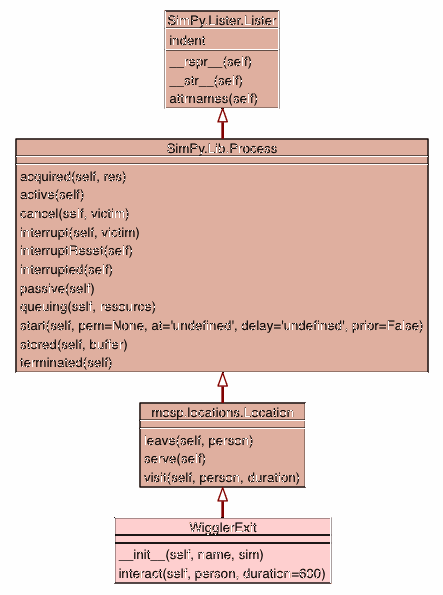 SimPy.Lister.Lister
indent
__repr__(self)
__str__(self)
attrnames(self)
SimPy.Lib.Process
acquired(self, res)
active(self)
cancel(self, victim)
interrupt(self, victim)
interruptReset(self)
interrupted(self)
passive(self)
queuing(self, resource)
start(self, pem=None, at='undefined', delay='undefined', prior=False)
stored(self, buffer)
terminated(self)
mosp.locations.Location
leave(self, person)
serve(self)
visit(self, person, duration)
WigglerExit
__init__(self, name, sim)
interact(self, person, duration=600)